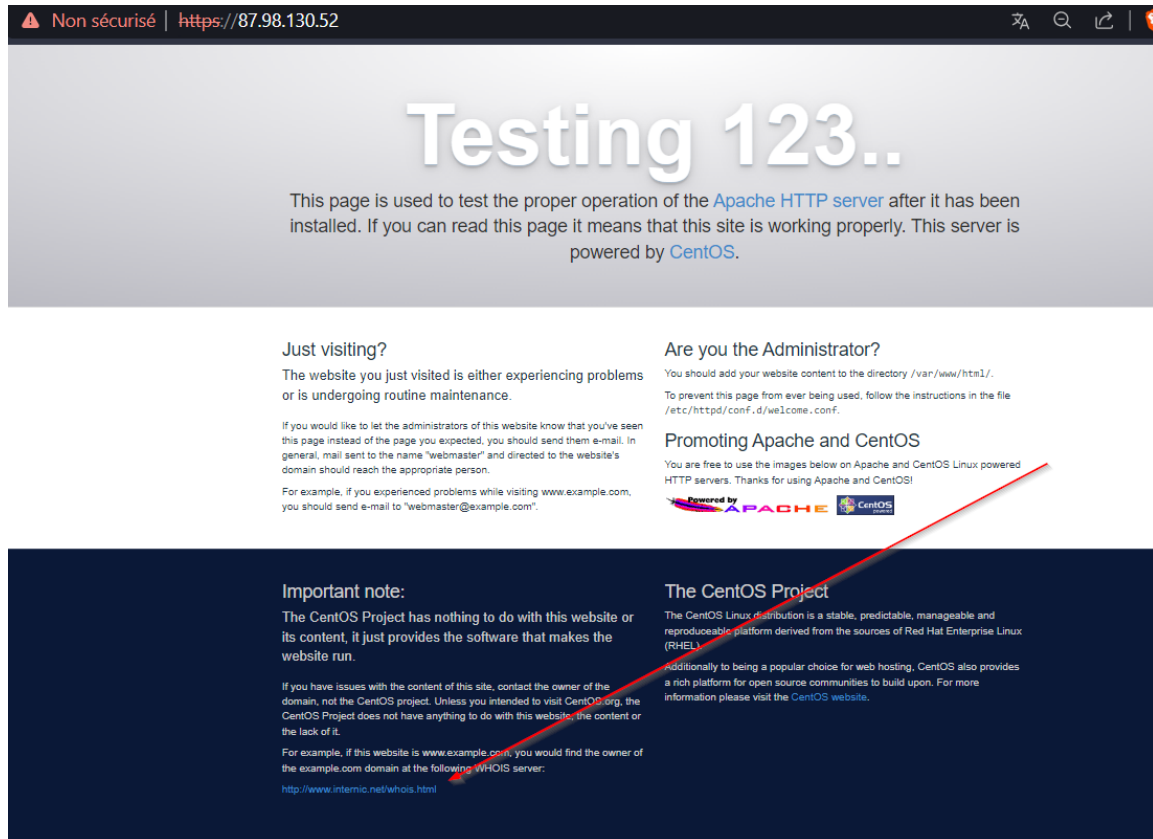 Non sécurisé | https://87.98.130.52
Testing 123..
This page is used to test the proper operation of the Apache HTTP server after it has been
installed. If you can read this page it means that this site is working properly. This server is
powered by CentOS.
Just visiting?
The website you just visited is either experiencing problems
or is undergoing routine maintenance.
If you would like to let the administrators of this website know that you've seen
this page instead of the page you expected, you should send them e-mail. In
general, mail sent to the name "webmaster" and directed to the website's
domain should reach the appropriate person.
For example, if you experienced problems while visiting www.example.com,
you should send e-mail to "webmaster@example.com".
Are you the Administrator?
You should add your website content to the directory /var/www/html/.
To prevent this page from ever being used, follow the instructions in the file
/etc/httpd/conf.d/welcome.conf.
Promoting Apache and CentOS
You are free to use the images below on Apache and CentOS Linux powered
HTTP servers. Thanks for using Apache and CentOS!
Powered by
APACHE
CentOS
powered
Important note:
The CentOS Project has nothing to do with this website or
its content, it just provides the software that makes the
website run.
If you have issues with the content of this site, contact the owner of the
domain, not the CentOS project. Unless you intended to visit CentOS.org, the
CentOS Project does not have anything to do with this website, the content or
the lack of it.
For example, if this website is www.example.com, you would find the owner of
the example.com domain at the following WHOIS server:
http://www.internic.net/whois.html
The CentOS Project
The CentOS Linux distribution is a stable, predictable, manageable and
reproduceable platform derived from the sources of Red Hat Enterprise Linux
(RHEL).
Additionally to being a popular choice for web hosting, CentOS also provides
a rich platform for open source communities to build upon. For more
information please visit the CentOS website.